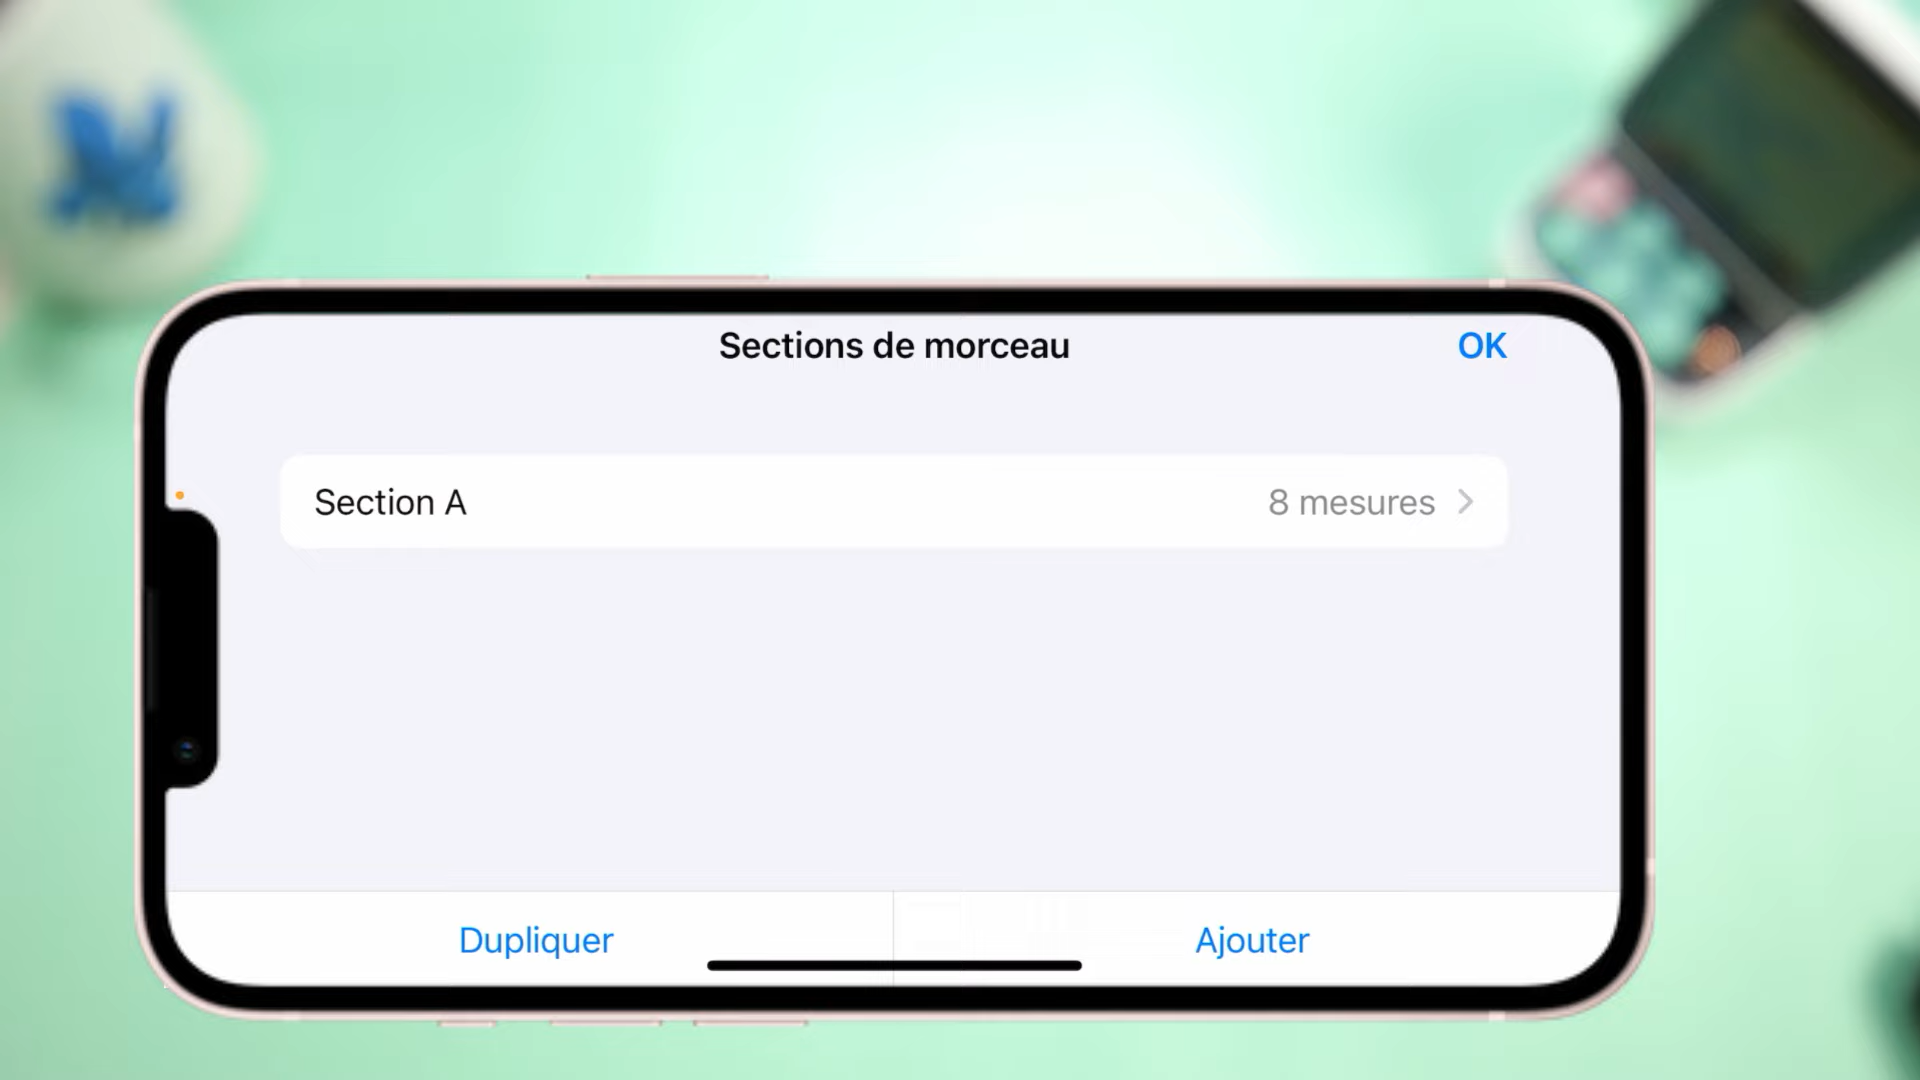 Sections de morceau
OK
Section A
8 mesures
Dupliquer
Ajouter